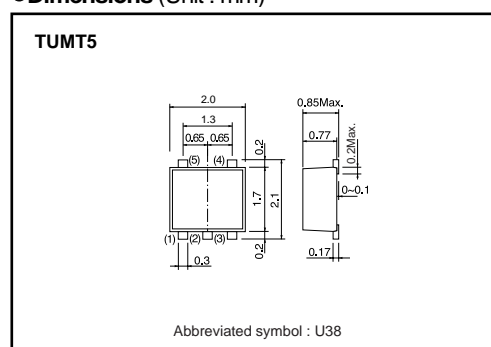 Dimensions (Unit : mm)
TUMT5
2.0
1.3
0.65 0.65
0.2
(5) (4)
1.7
2.1
(1) (2) (3)
0.3
0.2
0.85Max.
0.77
0.2Max.
0~0.1
0.17
Abbreviated symbol : U38